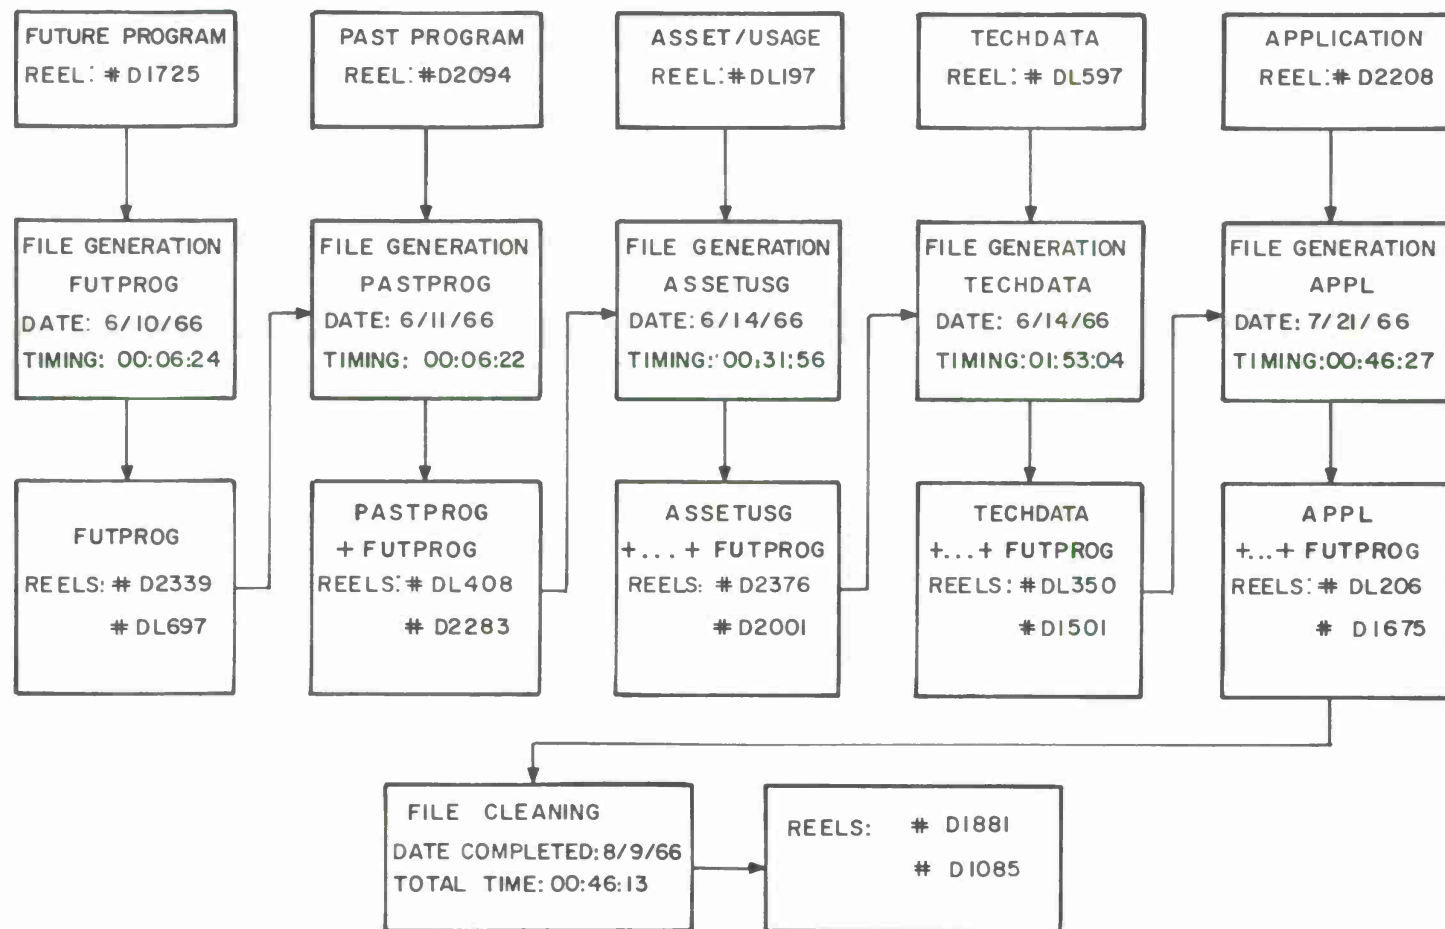 FUTURE PROGRAM
REEL: # D1725
PAST PROGRAM
REEL: #D2094
ASSET/USAGE
REEL: #DL197
TECHDATA
REEL: # DL597
APPLICATION
REEL: # D2208
FILE GENERATION
FUTPROG
DATE: 6/10/66
TIMING: 00:06:24
FILE GENERATION
PASTPROG
DATE: 6/11/66
TIMING: 00:06:22
FILE GENERATION
ASSETUSG
DATE: 6/14/66
TIMING: 00:31:56
FILE GENERATION
TECHDATA
DATE: 6/14/66
TIMING:01:53:04
FILE GENERATION
APPL
DATE: 7/21/66
TIMING:00:46:27
FUTPROG
REELS: # D2339
# DL697
PASTPROG
+ FUTPROG
REELS: # DL408
# D2283
ASSETUSG
+...+ FUTPROG
REELS: # D2376
# D2001
TECHDATA
+...+ FUTPROG
REELS: # DL350
# D1501
APPL
+...+ FUTPROG
REELS: # DL206
# D1675
FILE CLEANING
DATE COMPLETED: 8/9/66
TOTAL TIME: 00:46:13
REELS: # D1881
# D1085